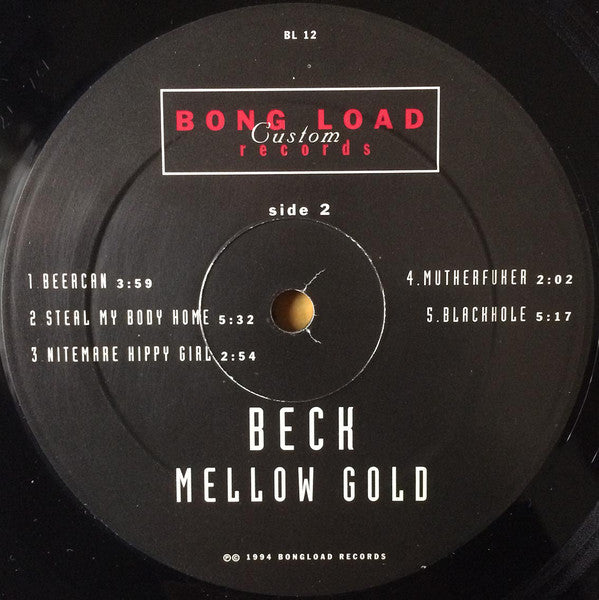 BL 12
BONG LOAD
Custom
records
side 2
1 BEERCAN 3:59
2 STEAL MY BODY HOME 5:32
3 NITEMARE HIPPY GIRL 2:54
4.MUTHERFUKER 2:02
5.BLACKHOLE 5:17
BECK
MELLOW GOLD
℗© 1994 BONGLOAD RECORDS